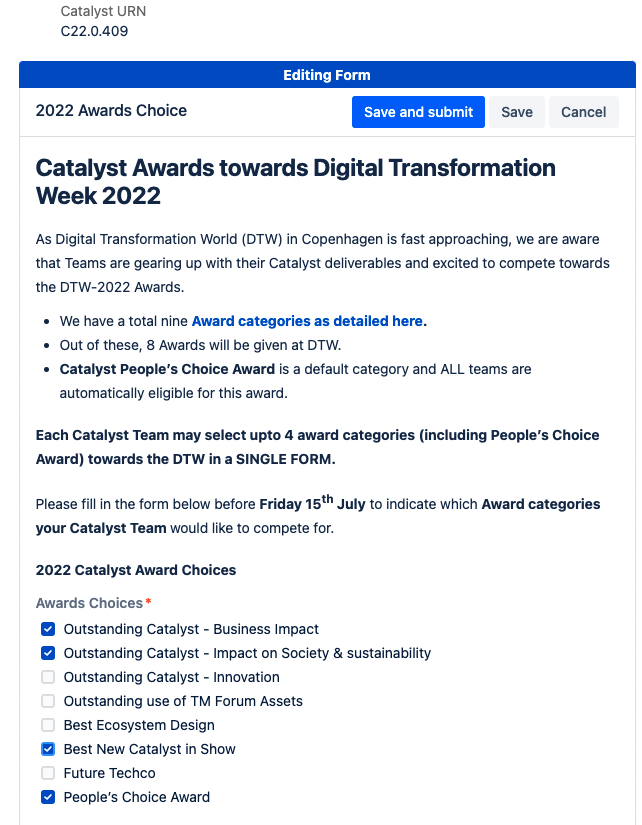 Catalyst URN
C22.0.409
Editing Form
2022 Awards Choice
Save and submit
Save
Cancel
Catalyst Awards towards Digital Transformation
Week 2022
As Digital Transformation World (DTW) in Copenhagen is fast approaching, we are aware
that Teams are gearing up with their Catalyst deliverables and excited to compete towards
the DTW-2022 Awards.
• We have a total nine Award categories as detailed here.
• Out of these, 8 Awards will be given at DTW.
• Catalyst People's Choice Award is a default category and ALL teams are
automatically eligible for this award.
Each Catalyst Team may select upto 4 award categories (including People's Choice
Award) towards the DTW in a SINGLE FORM.
Please fill in the form below before Friday 15th July to indicate which Award categories
your Catalyst Team would like to compete for.
2022 Catalyst Award Choices
Awards Choices *
Outstanding Catalyst - Business Impact
Outstanding Catalyst - Impact on Society & sustainability
Outstanding Catalyst - Innovation
Outstanding use of TM Forum Assets
Best Ecosystem Design
Best New Catalyst in Show
Future Techco
People's Choice Award